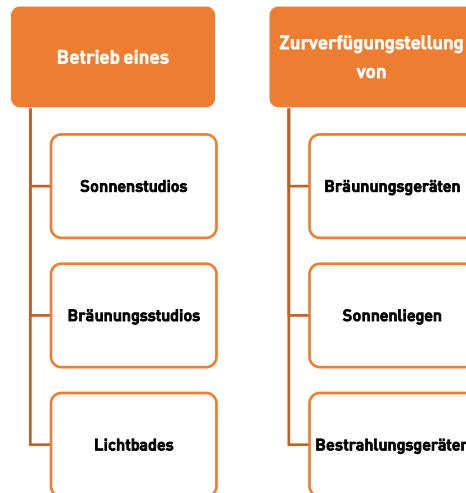 Betrieb eines
Sonnenstudios
Bräunungsstudios
Lichtbades
Zurverfügungstellung
von
Bräunungsgeräten
Sonnenliegen
Bestrahlungsgeräten